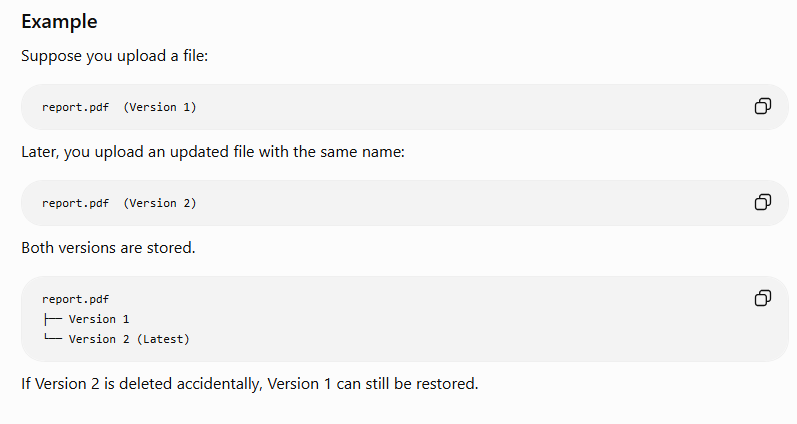 Example
Suppose you upload a file:
report.pdf  (Version 1)
Later, you upload an updated file with the same name:
report.pdf  (Version 2)
Both versions are stored.
report.pdf
├── Version 1
└── Version 2 (Latest)
If Version 2 is deleted accidentally, Version 1 can still be restored.